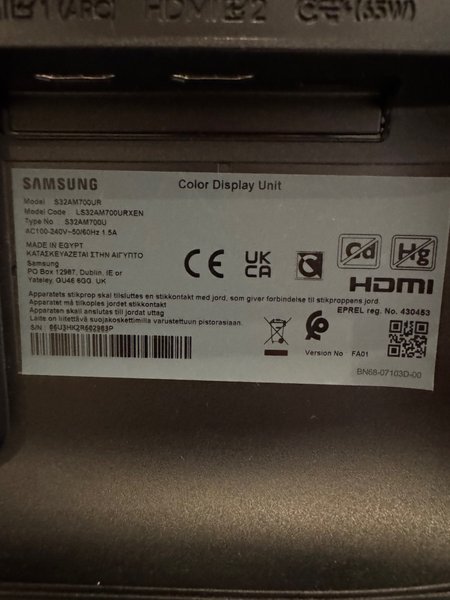 1 (ARC) HDMI 2 (65W)
SAMSUNG Color Display Unit
Model S32AM700UR
Model Code LS32AM700URXEN
Type No S32AM700U
AC100-240V~50/60Hz 1.5A
MADE IN EGYPT
ΚΑΤΑΣΚΕΥΑΖΕΤΑΙ ΣΤΗΝ ΑΙΓΥΠΤΟ
Samsung
PO Box 12987, Dublin. IE or
Yateley, GU46 6GG. UK
CE UK CA Cd Hg
HDMI
Apparatets stikprop skal tilsluttes en stikkontakt med jord, som giver forbindelse til stikproppens jord.
Apparatet må tilkoples jordet stikkontakt
Apparaten skall anslutas till jordat uttag
Laite on liitettävä suojakoskettimilla varustettuun pistorasiaan.
EPREL reg. No. 430453
S/N 06U3HK2R602963P
Version No FA01
BN68-07103D-00